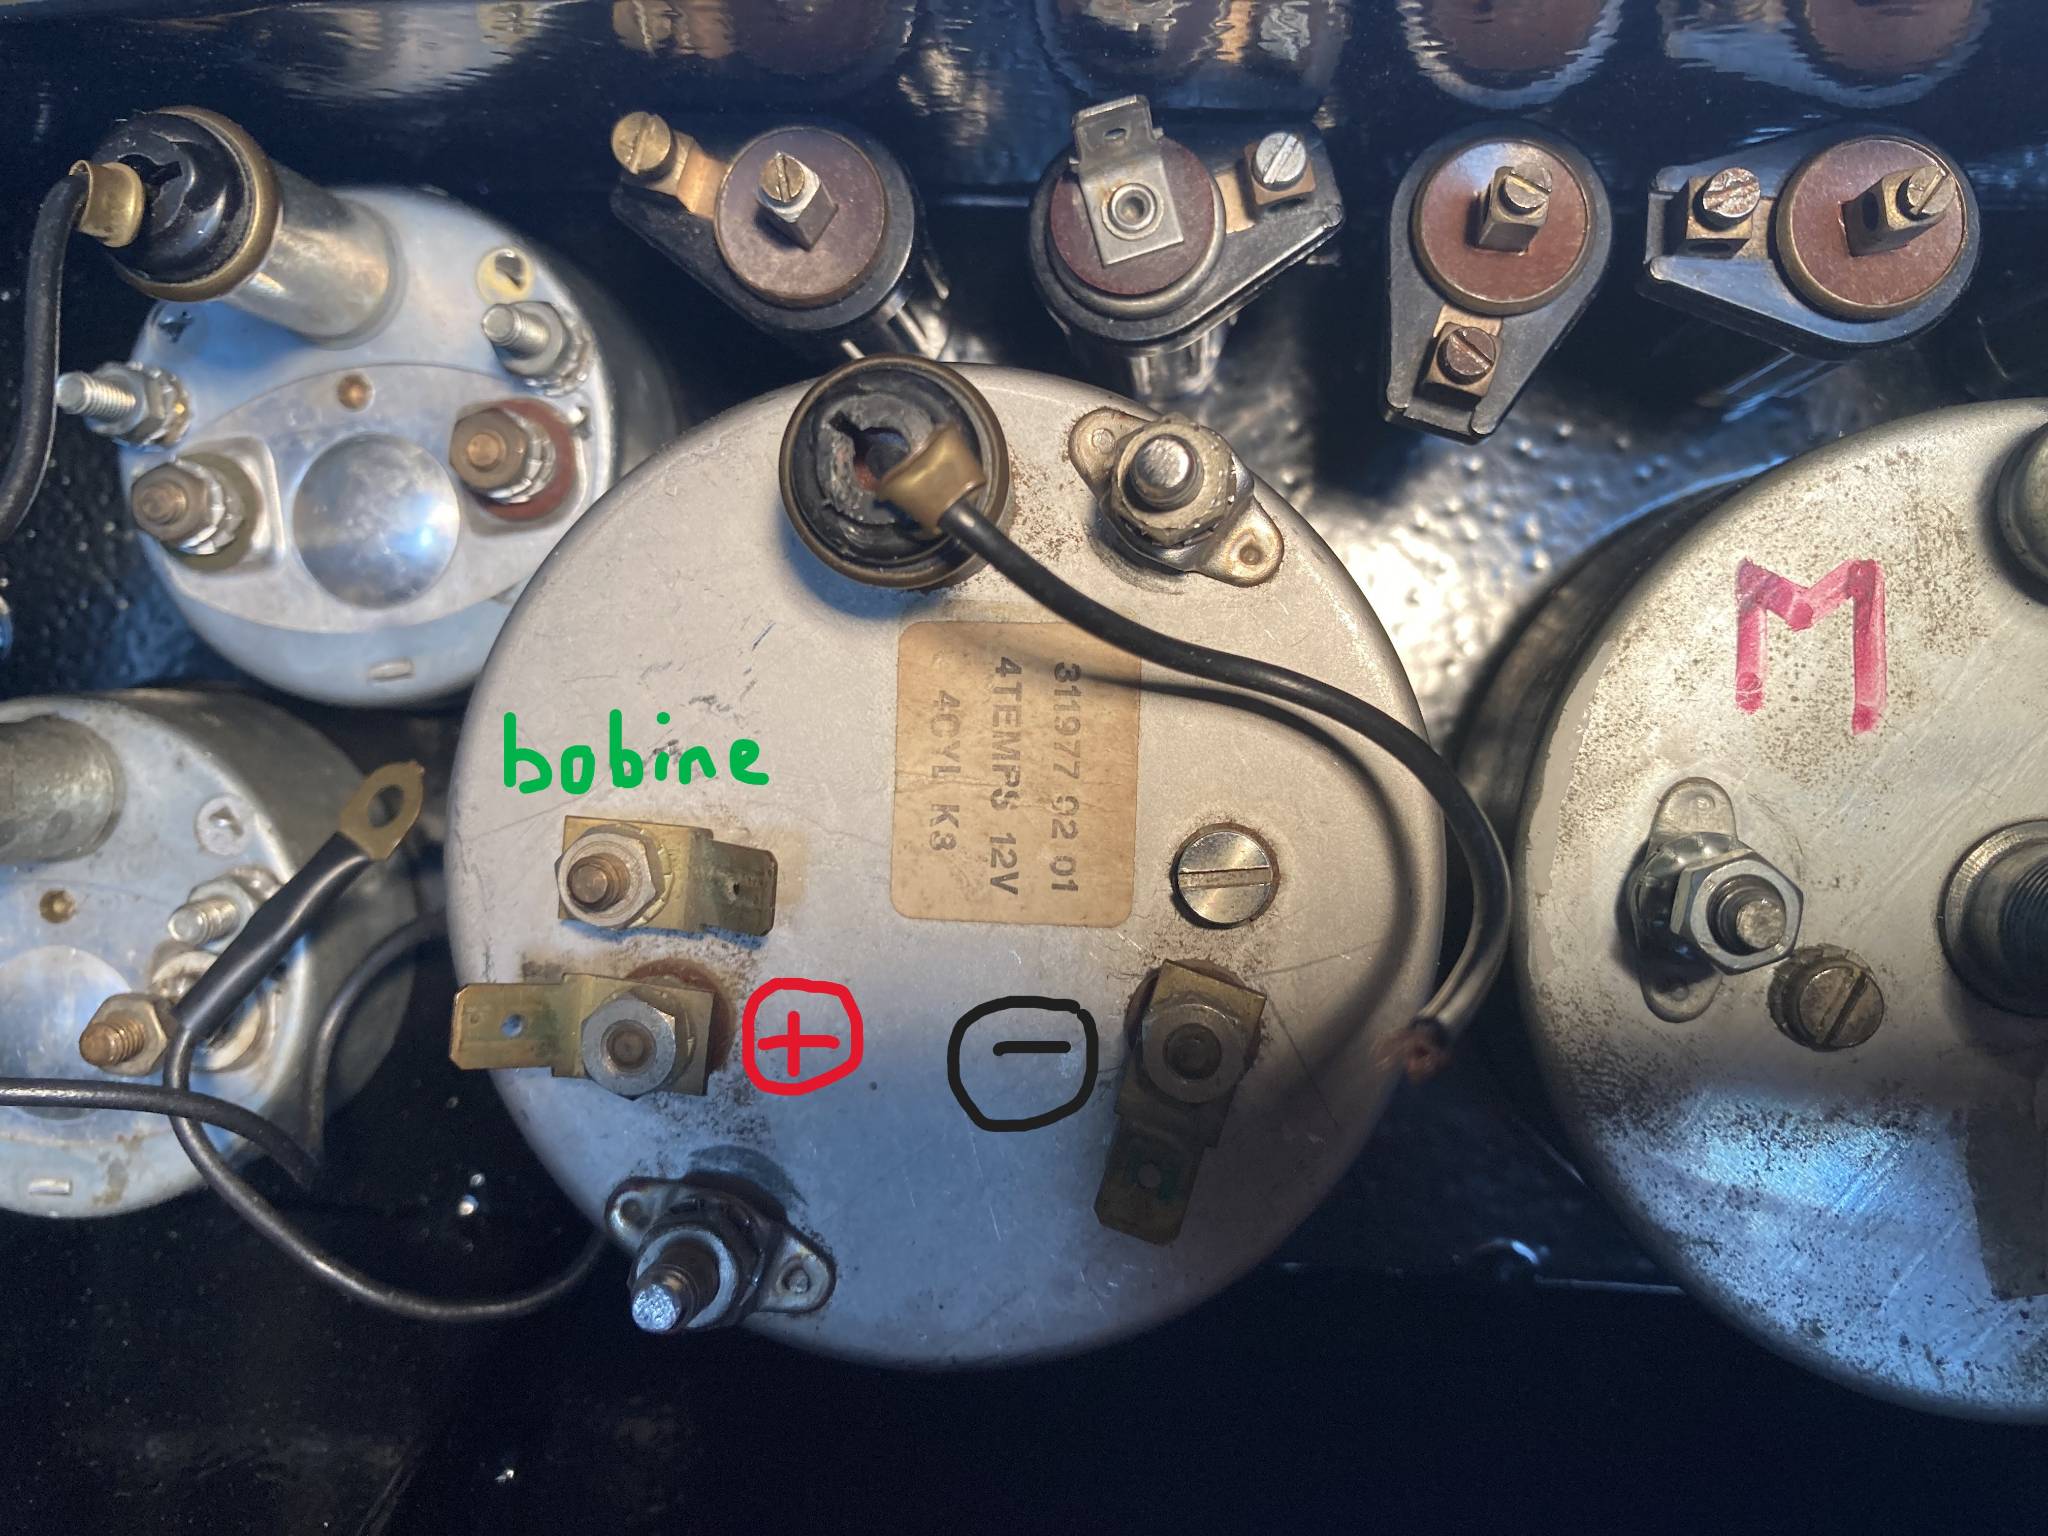 M
bobine
311977 92 01
4TEMPS 12V
4CYL K3
+
-